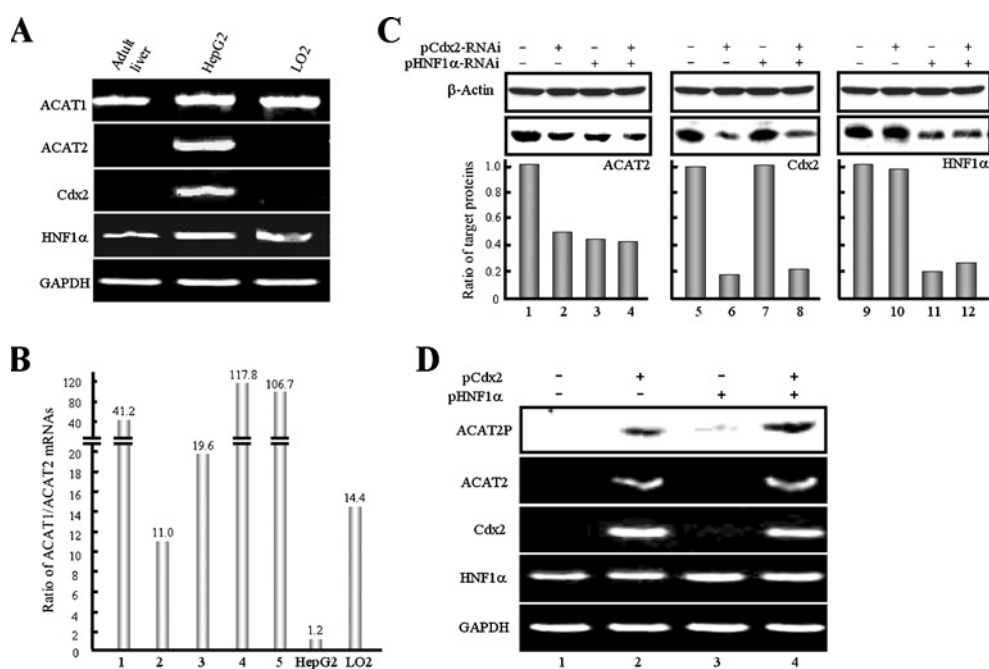 A
Adult liver
HepG2
LO2
ACAT1
ACAT2
Cdx2
HNF1α
GAPDH
B
Ratio of ACAT1/ACAT2 mRNAs
120
80
40
20
18
16
14
12
10
8
6
4
2
0
41.2
11.0
19.6
117.8
106.7
1.2
14.4
1 2 3 4 5 HepG2 LO2
C
pCdx2-RNAi − + − + − + − + − + − +
pHNF1α-RNAi − − + + − − + + − − + +
β-Actin
ACAT2 Cdx2 HNF1α
Ratio of target proteins
1.0
0.8
0.6
0.4
0.2
0
1 2 3 4 5 6 7 8 9 10 11 12
D
pCdx2 − + − +
pHNF1α − − + +
ACAT2P
ACAT2
Cdx2
HNF1α
GAPDH
1 2 3 4